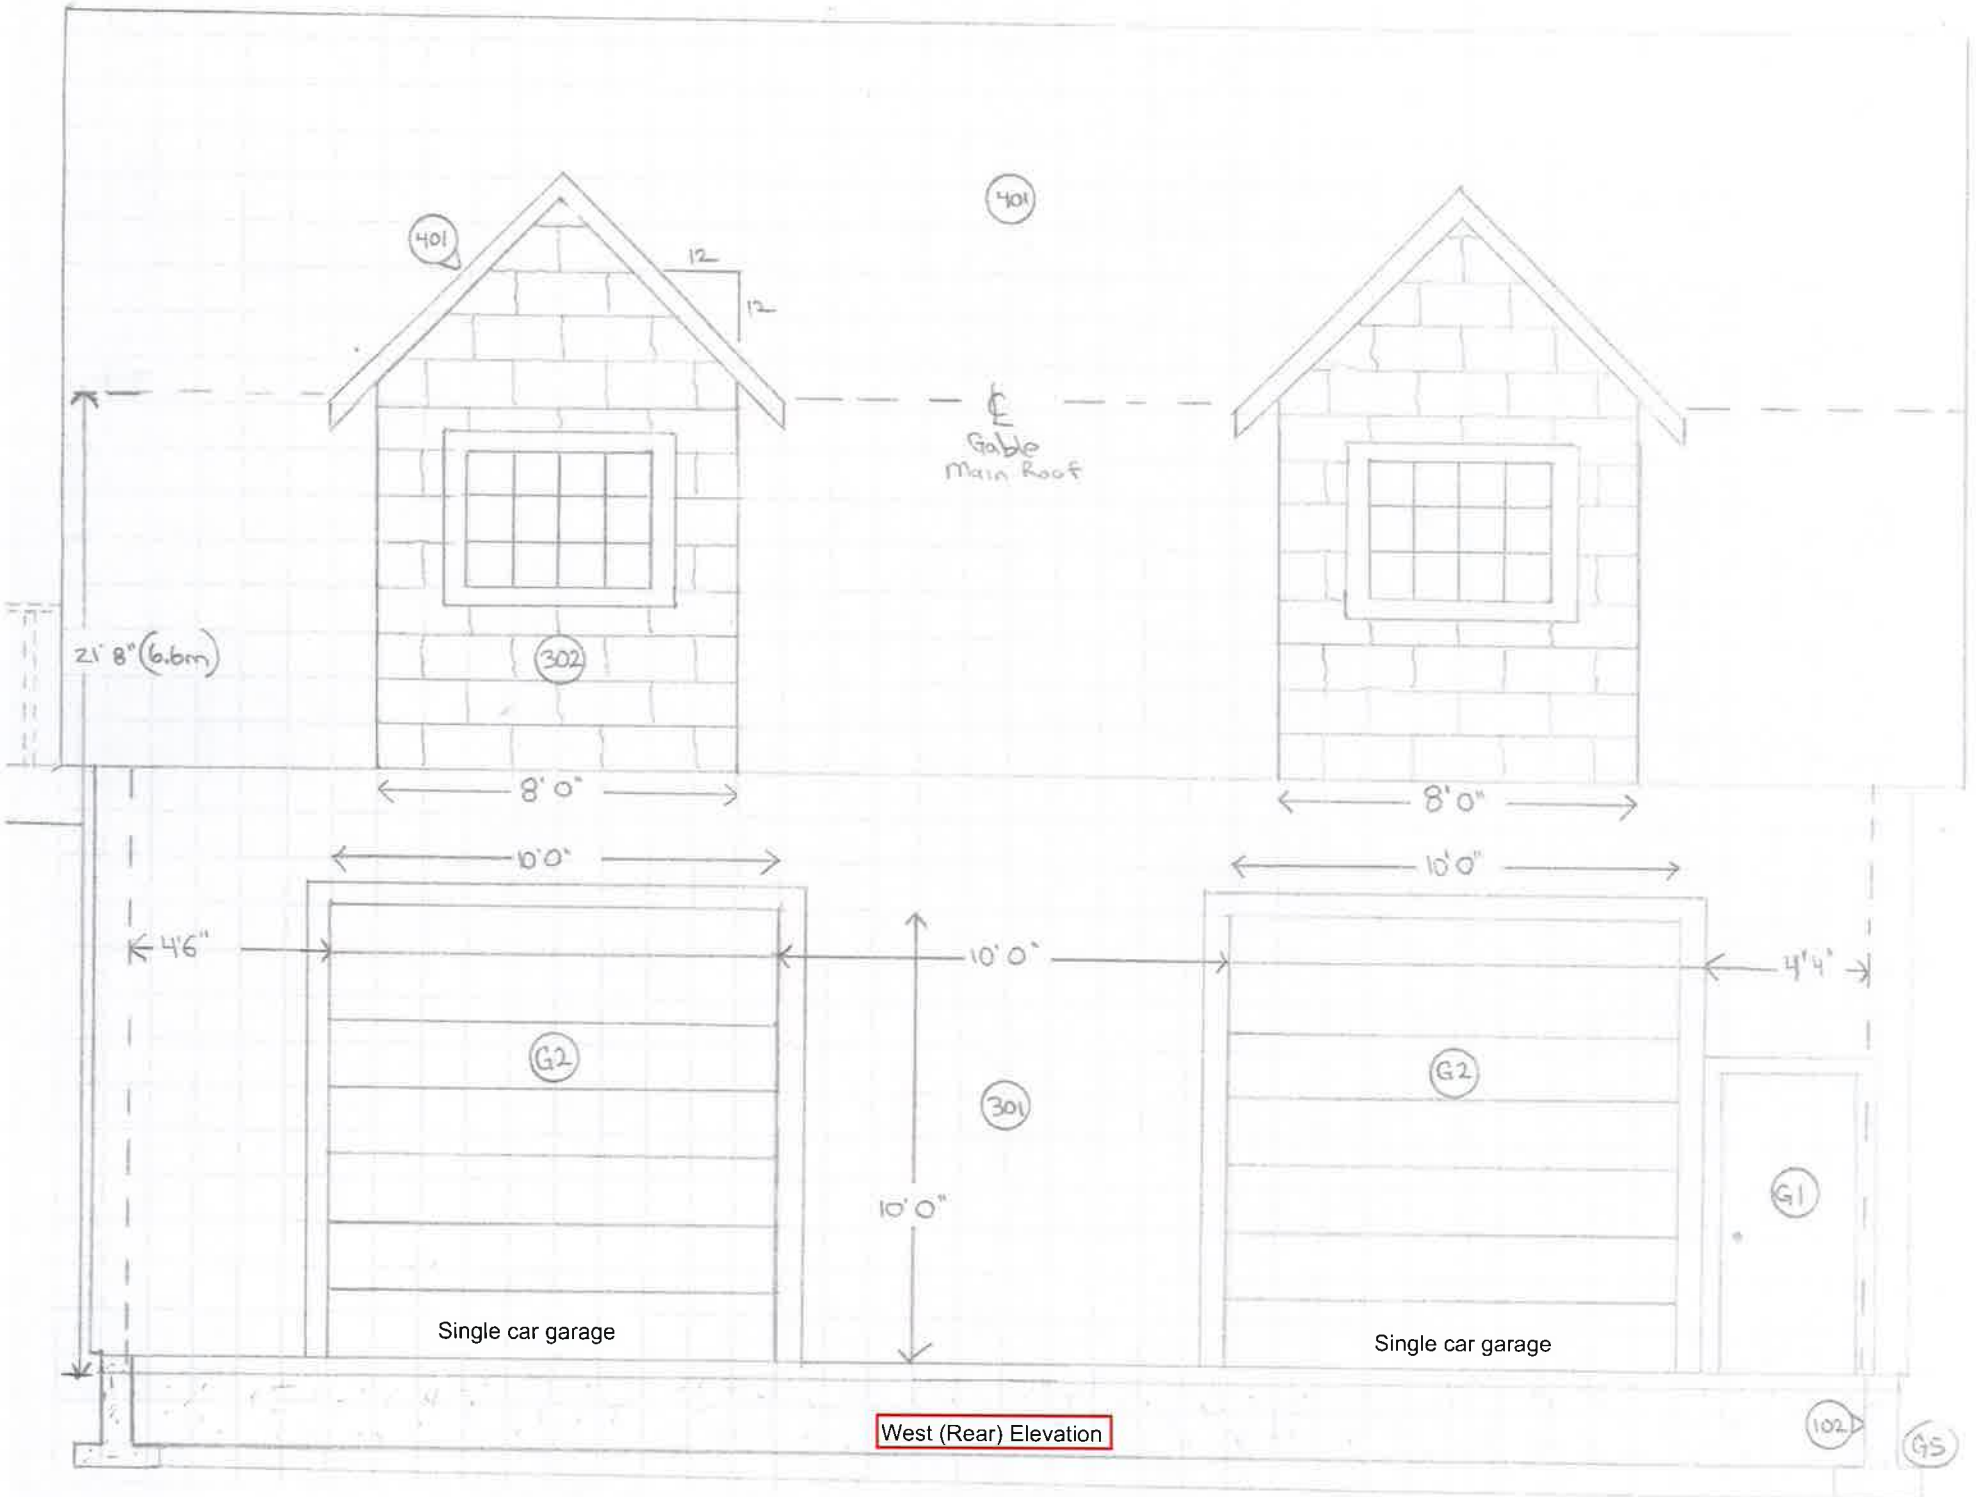 401
401
12
12
℄
Gable
Main Roof
21' 8" (6.6m)
302
8' 0"
8' 0"
10' 0"
10' 0"
4'6"
10' 0"
4'4"
G2
G2
301
10' 0"
G1
Single car garage
Single car garage
West (Rear) Elevation
102
GS